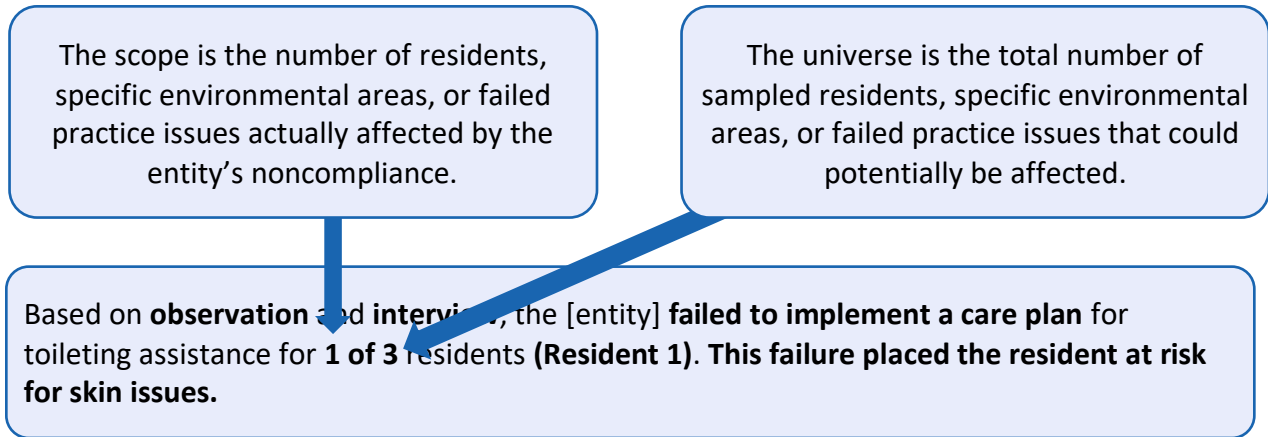 The scope is the number of residents,
specific environmental areas, or failed
practice issues actually affected by the
entity’s noncompliance.
The universe is the total number of
sampled residents, specific environmental
areas, or failed practice issues that could
potentially be affected.
Based on observation and interview, the [entity] failed to implement a care plan for
toileting assistance for 1 of 3 residents (Resident 1). This failure placed the resident at risk
for skin issues.